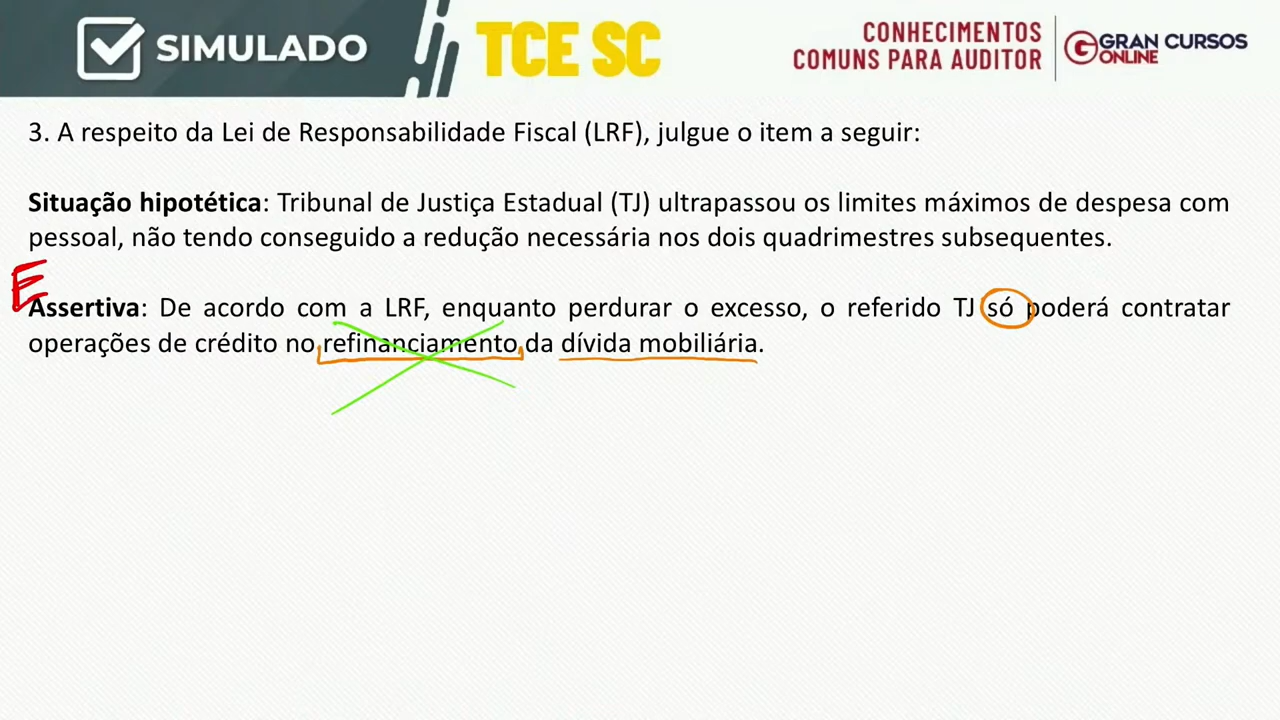 SIMULADO
TCE SC
CONHECIMENTOS
COMUNS PARA AUDITOR
GRAN CURSOS
ONLINE
3. A respeito da Lei de Responsabilidade Fiscal (LRF), julgue o item a seguir:
Situação hipotética: Tribunal de Justiça Estadual (TJ) ultrapassou os limites máximos de despesa com
pessoal, não tendo conseguido a redução necessária nos dois quadrimestres subsequentes.
E
Assertiva: De acordo com a LRF, enquanto perdurar o excesso, o referido TJ só poderá contratar
operações de crédito no refinanciamento da dívida mobiliária.